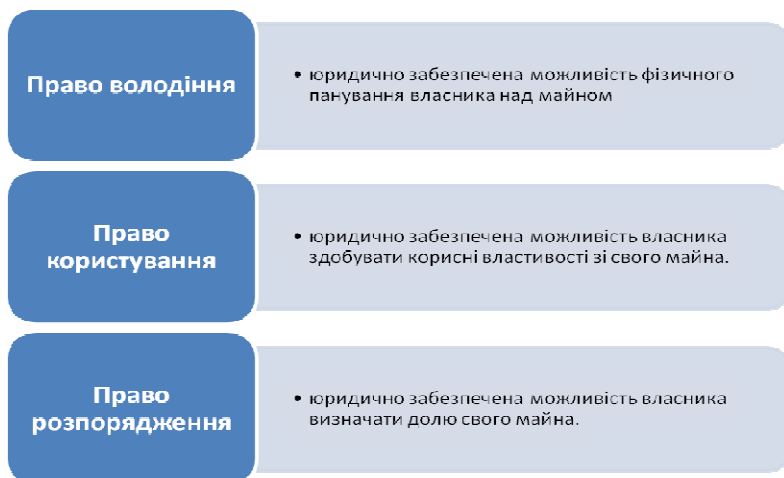 Право володіння
• юридично забезпечена можливість фізичного
панування власника над майном
Право
користування
• юридично забезпечена можливість власника
здобувати корисні властивості зі свого майна.
Право
розпорядження
• юридично забезпечена можливість власника
визначати долю свого майна.